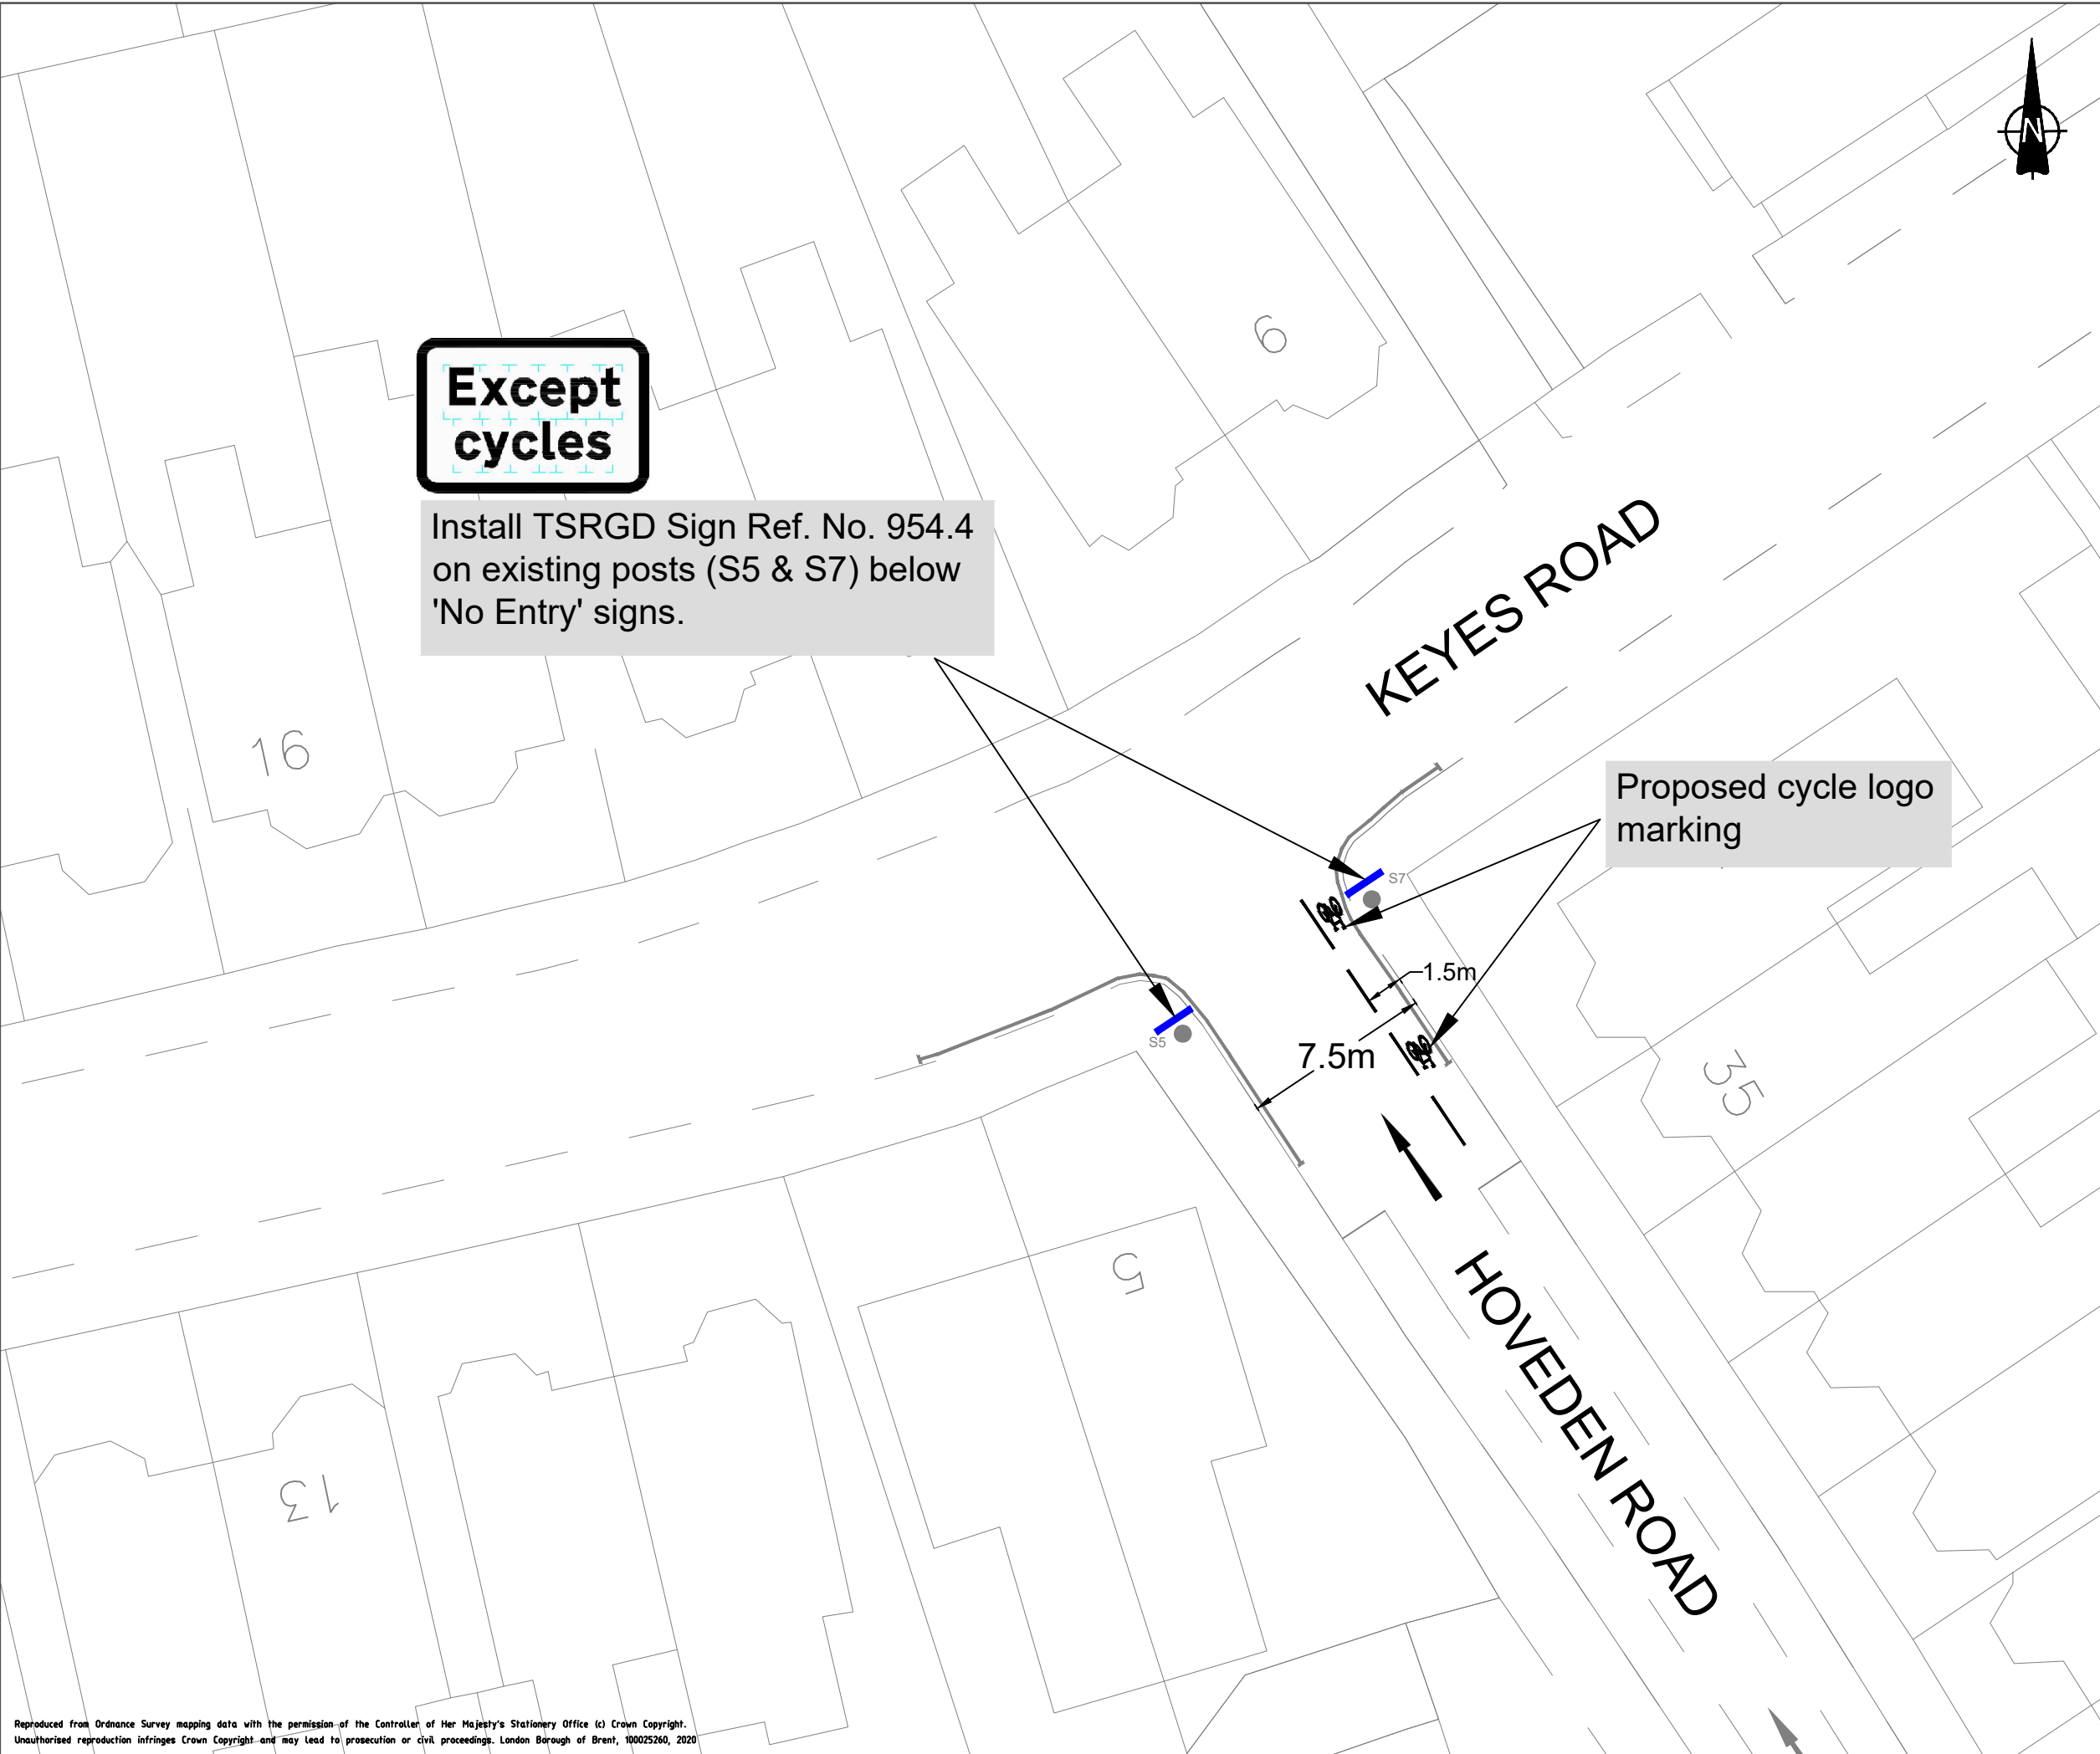 N
6
Except
cycles
Install TSRGD Sign Ref. No. 954.4
on existing posts (S5 & S7) below
'No Entry' signs.
KEYES ROAD
16
Proposed cycle logo
marking
S7
1.5m
S5
7.5m
35
5
HOVEDEN ROAD
13
Reproduced from Ordnance Survey mapping data with the permission of the Controller of Her Majesty's Stationery Office (c) Crown Copyright.
Unauthorised reproduction infringes Crown Copyright and may lead to prosecution or civil proceedings. London Borough of Brent, 100025260, 2020